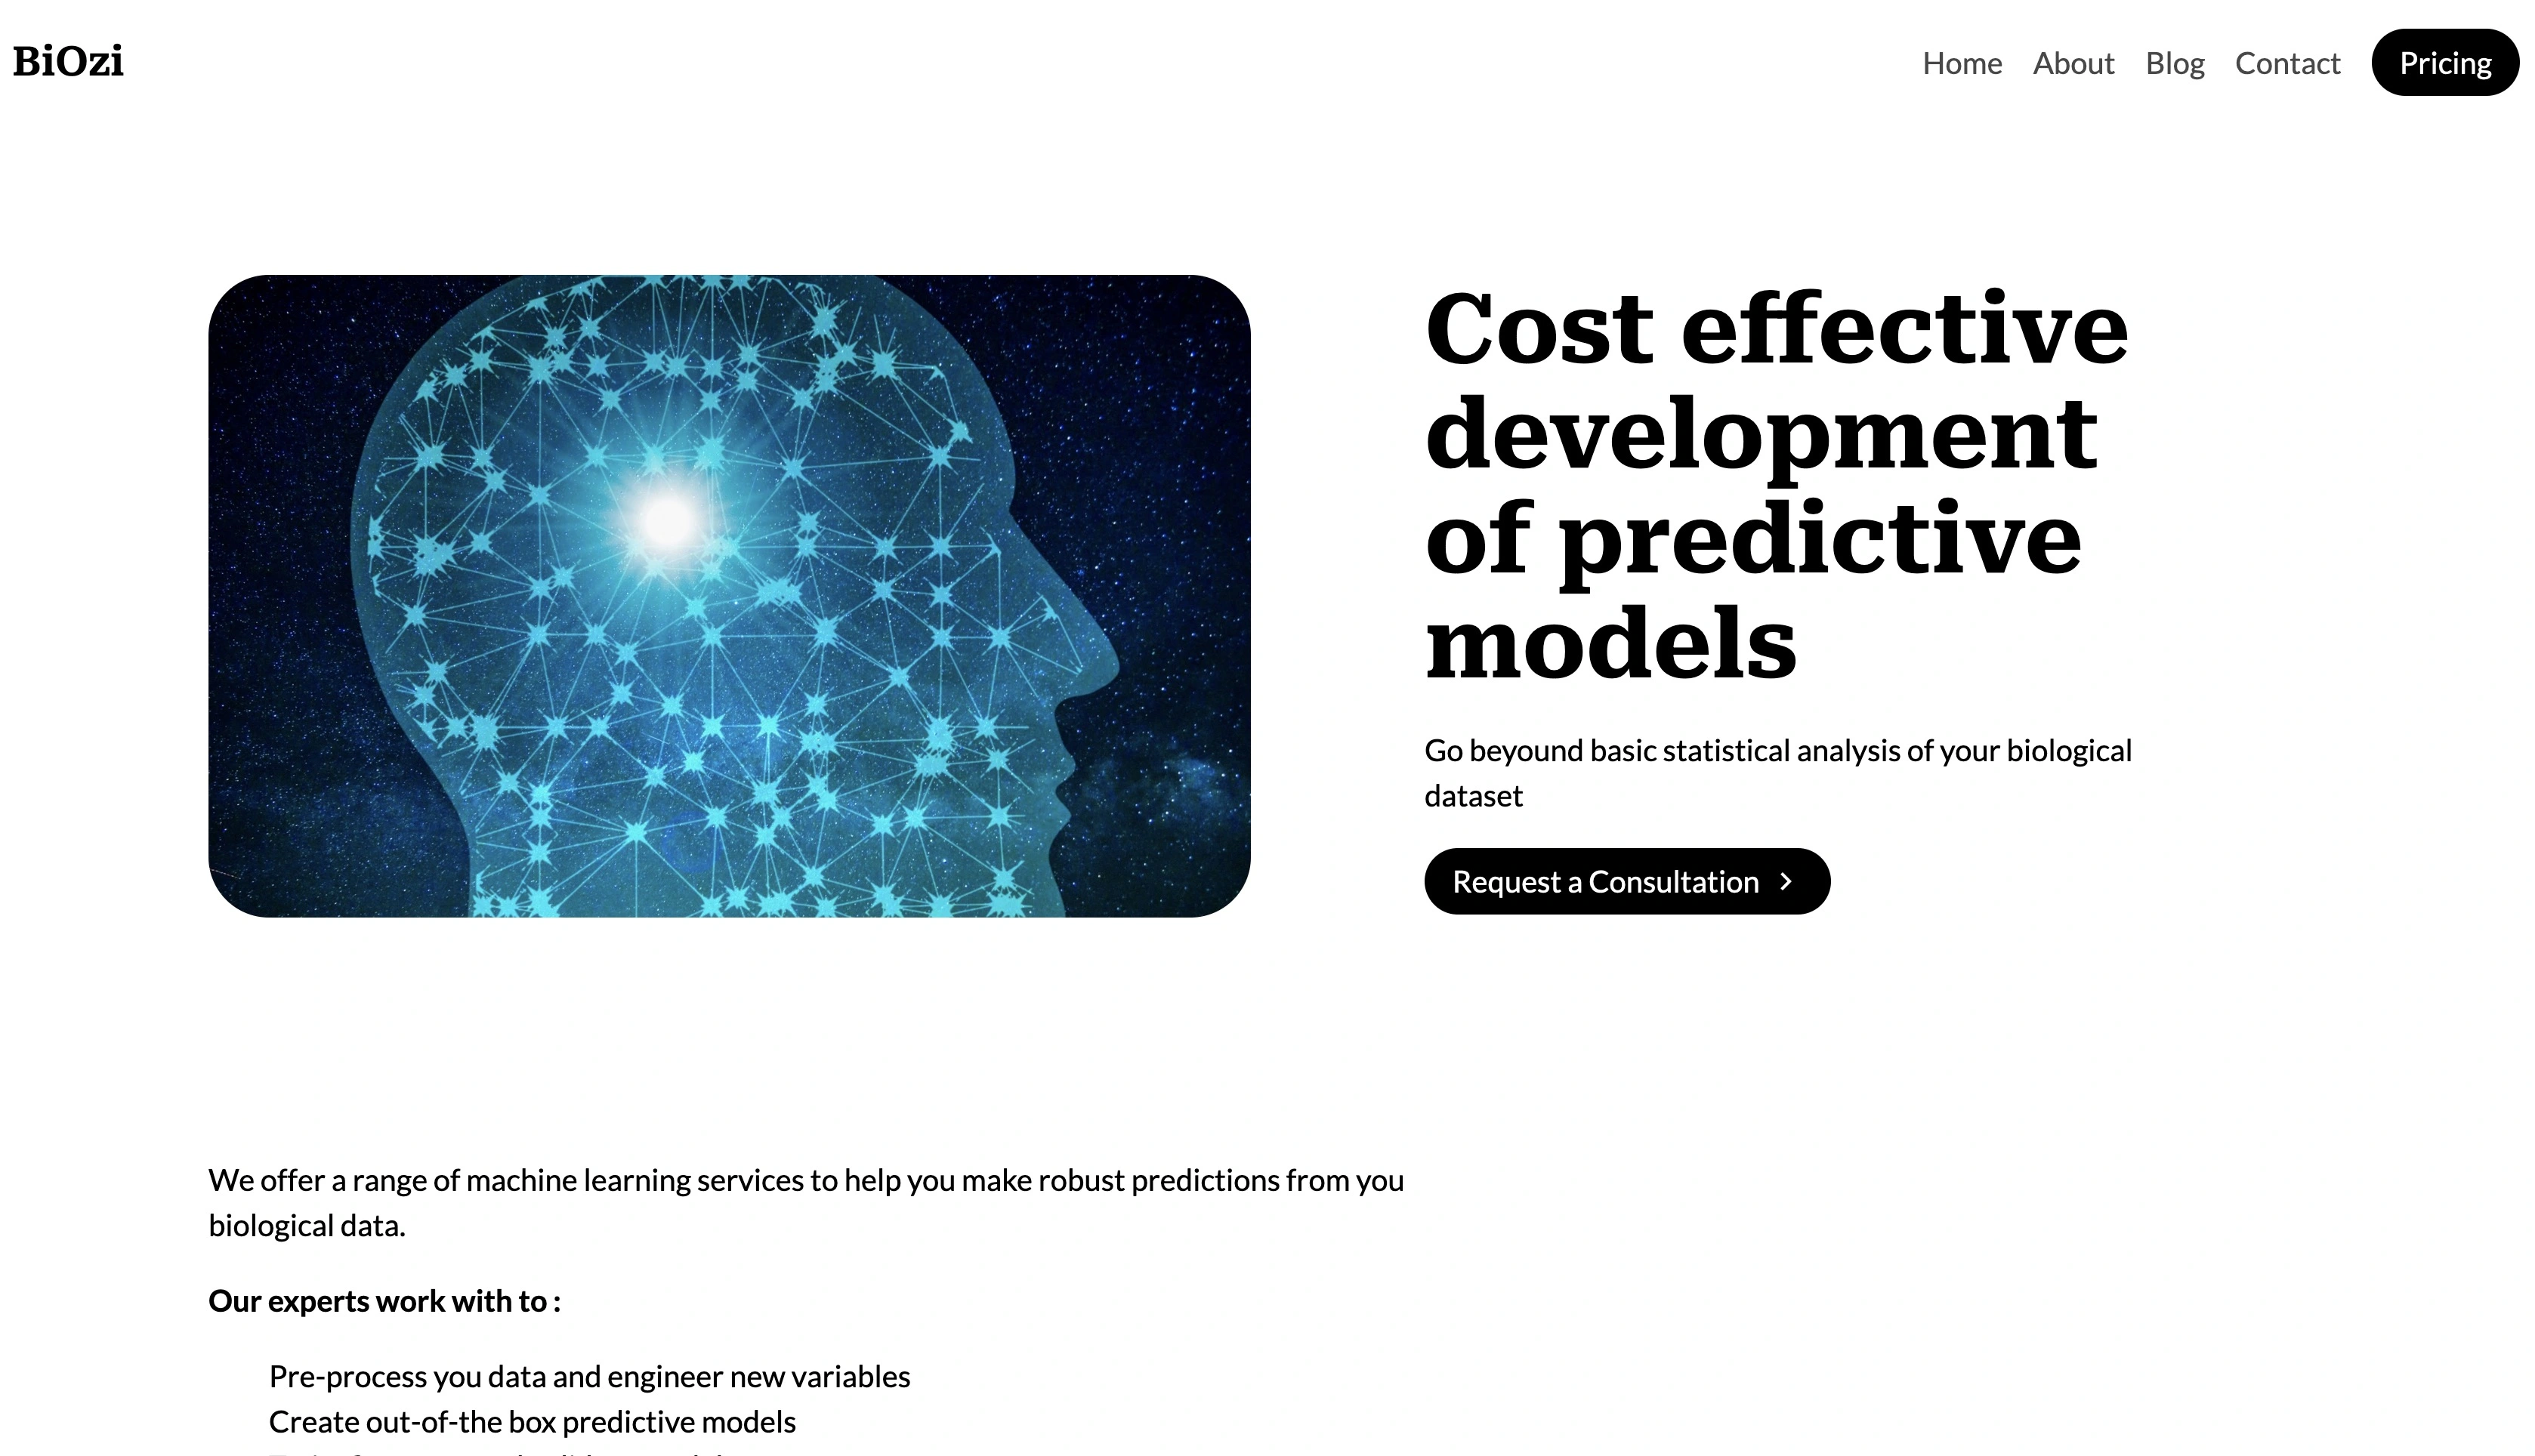 BiOzi
Home About Blog Contact Pricing
Cost effective
development
of predictive
models
Go beyound basic statistical analysis of your biological
dataset
Request a Consultation
We offer a range of machine learning services to help you make robust predictions from you
biological data.
Our experts work with to :
Pre-process you data and engineer new variables
Create out-of-the box predictive models